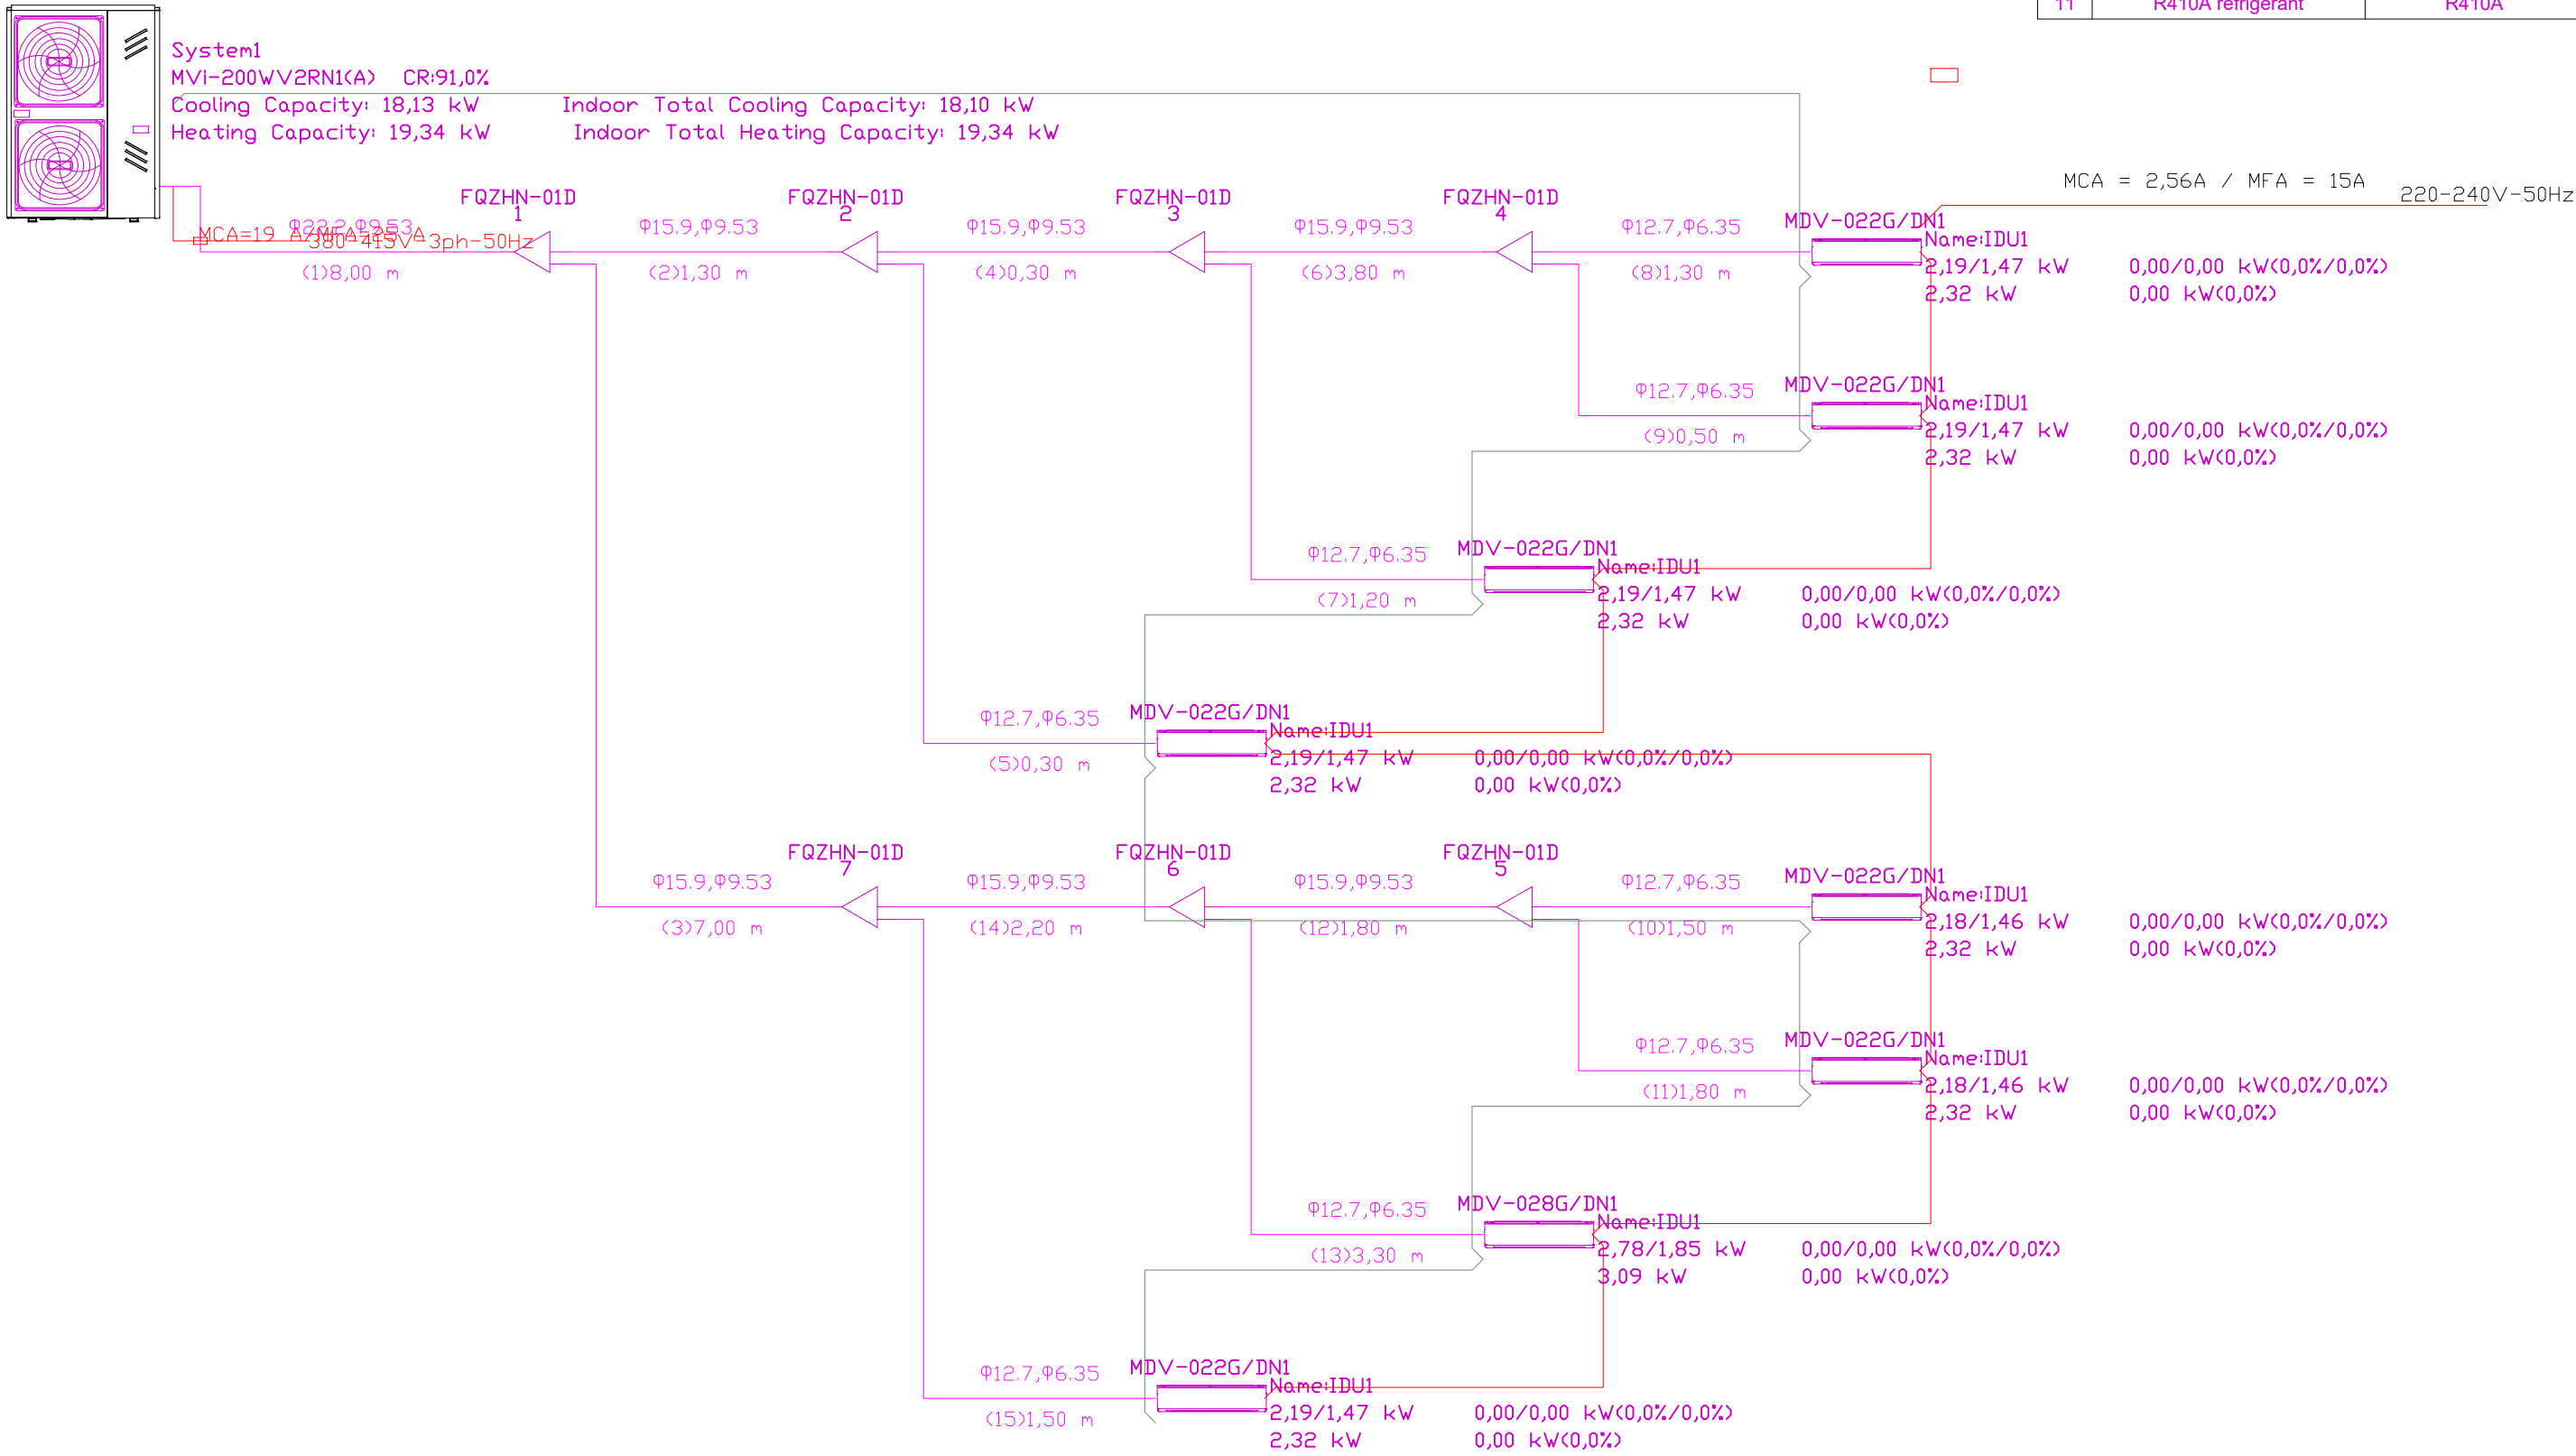 11 R410A refrigerant R410A
System1
MVi-200WV2RN1(A) CR:91,0%
Cooling Capacity: 18,13 kW Indoor Total Cooling Capacity: 18,10 kW
Heating Capacity: 19,34 kW Indoor Total Heating Capacity: 19,34 kW
MCA = 2,56A / MFA = 15A
220-240V-50Hz
FQZHN-01D FQZHN-01D FQZHN-01D FQZHN-01D
1 2 3 4
MDV-022G/DN1
Φ22.2,Φ9.53 Φ15.9,Φ9.53 Φ15.9,Φ9.53 Φ15.9,Φ9.53 Φ12.7,Φ6.35
MCA=19 A/MFA=25 A
380-415V-3ph-50Hz
Name:IDU1
(1)8,00 m (2)1,30 m (4)0,30 m (6)3,80 m (8)1,30 m
2,19/1,47 kW 0,00/0,00 kW(0,0%/0,0%)
2,32 kW 0,00 kW(0,0%)
Φ12.7,Φ6.35 MDV-022G/DN1
Name:IDU1
(9)0,50 m
2,19/1,47 kW 0,00/0,00 kW(0,0%/0,0%)
2,32 kW 0,00 kW(0,0%)
Φ12.7,Φ6.35 MDV-022G/DN1
Name:IDU1
(7)1,20 m
2,19/1,47 kW 0,00/0,00 kW(0,0%/0,0%)
2,32 kW 0,00 kW(0,0%)
Φ12.7,Φ6.35 MDV-022G/DN1
Name:IDU1
(5)0,30 m
2,19/1,47 kW 0,00/0,00 kW(0,0%/0,0%)
2,32 kW 0,00 kW(0,0%)
FQZHN-01D FQZHN-01D FQZHN-01D
7 6 5
MDV-022G/DN1
Φ15.9,Φ9.53 Φ15.9,Φ9.53 Φ15.9,Φ9.53 Φ12.7,Φ6.35
Name:IDU1
(3)7,00 m (14)2,20 m (12)1,80 m (10)1,50 m
2,18/1,46 kW 0,00/0,00 kW(0,0%/0,0%)
2,32 kW 0,00 kW(0,0%)
Φ12.7,Φ6.35 MDV-022G/DN1
Name:IDU1
(11)1,80 m
2,18/1,46 kW 0,00/0,00 kW(0,0%/0,0%)
2,32 kW 0,00 kW(0,0%)
Φ12.7,Φ6.35 MDV-028G/DN1
Name:IDU1
(13)3,30 m
2,78/1,85 kW 0,00/0,00 kW(0,0%/0,0%)
3,09 kW 0,00 kW(0,0%)
Φ12.7,Φ6.35 MDV-022G/DN1
Name:IDU1
(15)1,50 m
2,19/1,47 kW 0,00/0,00 kW(0,0%/0,0%)
2,32 kW 0,00 kW(0,0%)